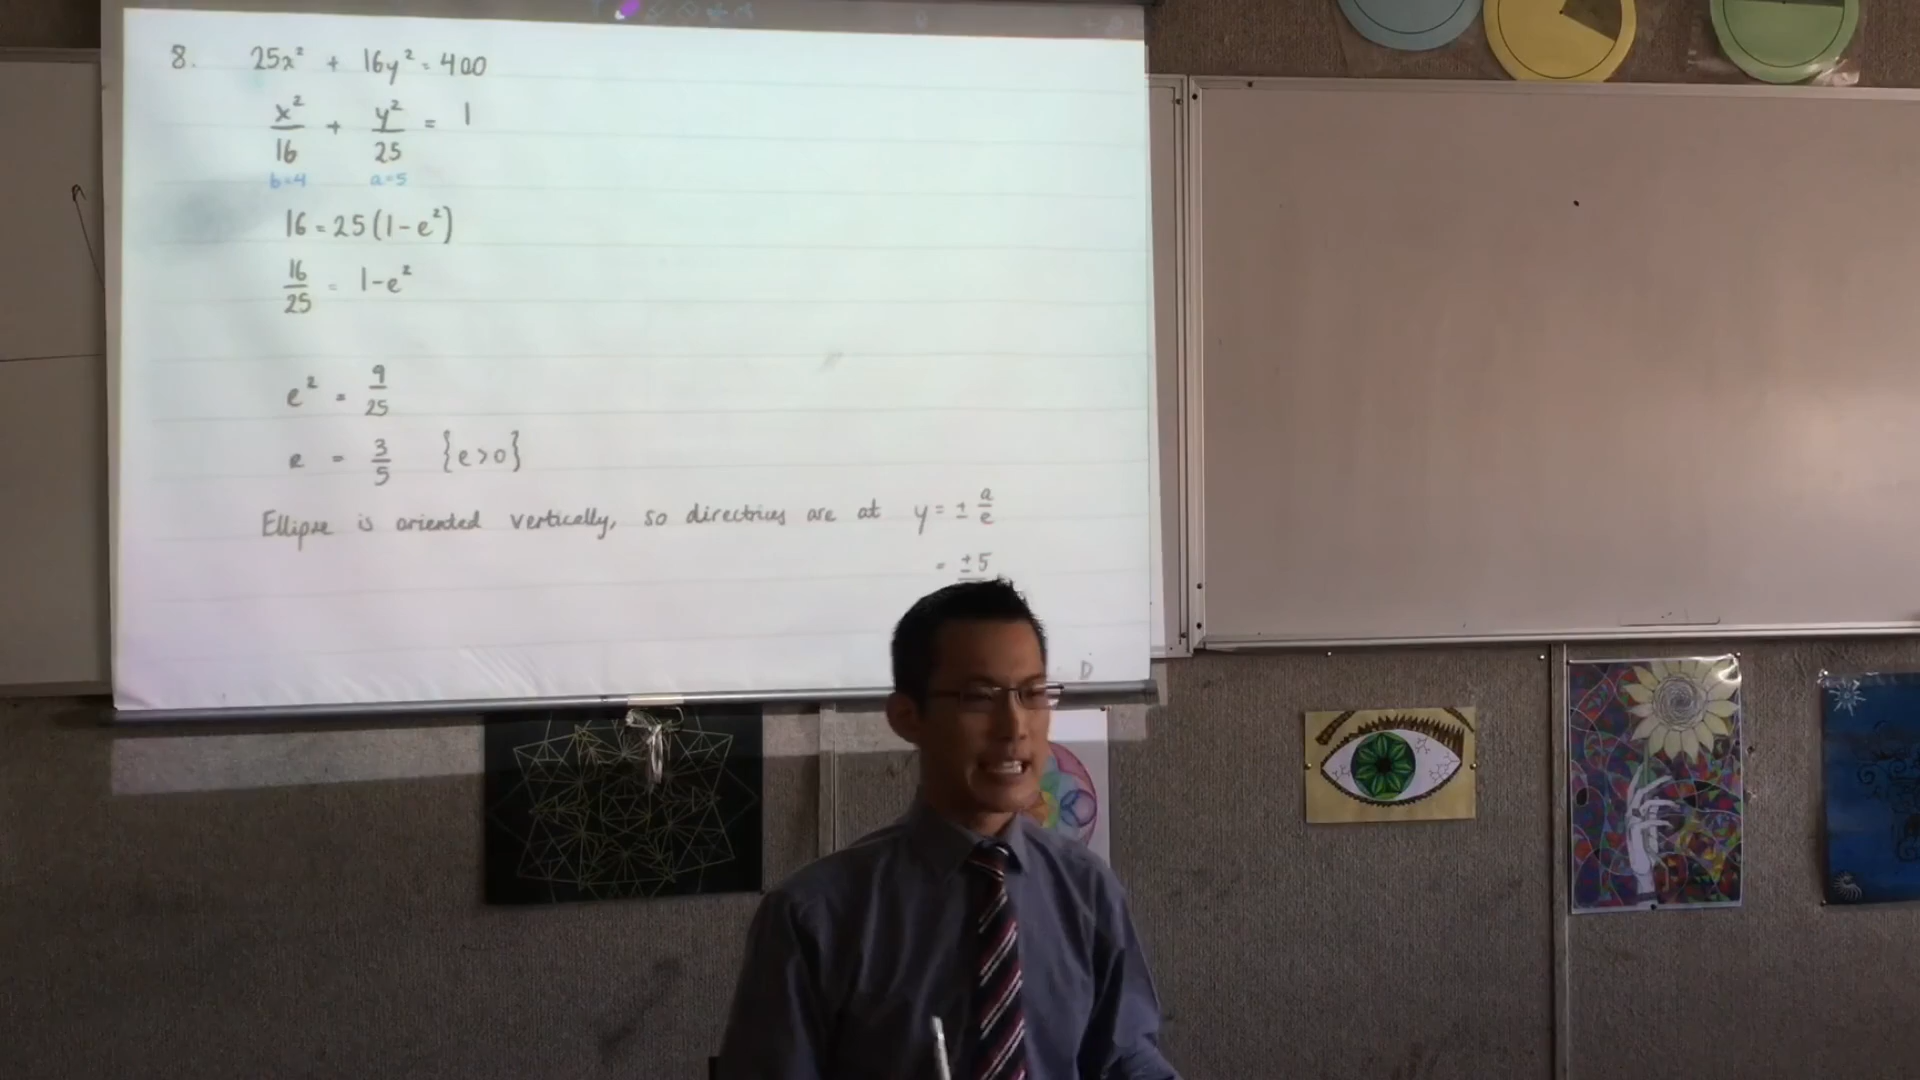 8. 25x² + 16y² = 400
x²/16 + y²/25 = 1
b=4 a=5
16 = 25(1-e²)
16/25 = 1-e²
e² = 9/25
e = 3/5 {e>0}
Ellipse is oriented vertically, so directrices are at y = ± a/e
= ±5
D